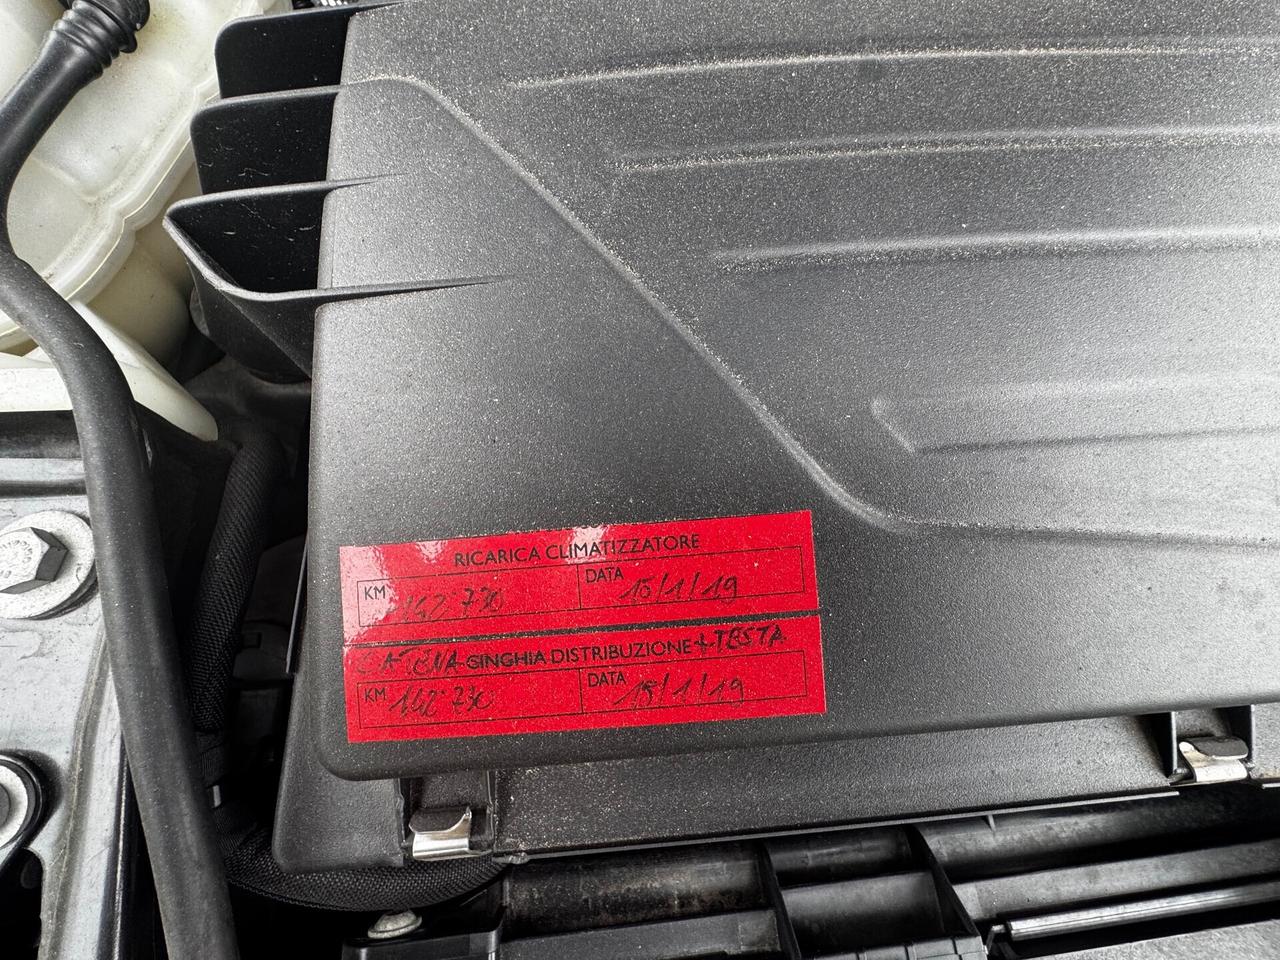 RICARICA CLIMATIZZATORE
KM 142'730 DATA 15/1/19
CATENA CINGHIA DISTRIBUZIONE + TESTA
KM 142'730 DATA 15/1/19